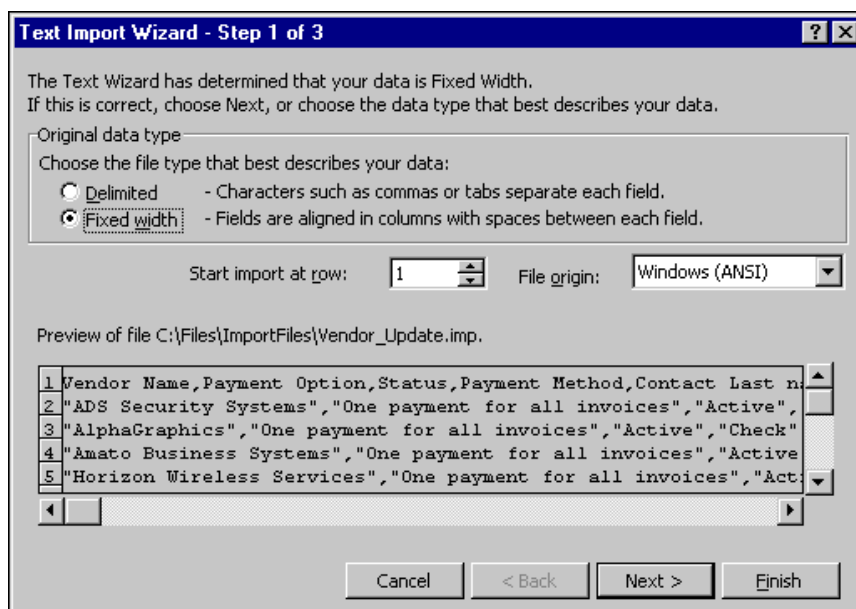 Text Import Wizard - Step 1 of 3
The Text Wizard has determined that your data is Fixed Width.
If this is correct, choose Next, or choose the data type that best describes your data.
Original data type
Choose the file type that best describes your data:
Delimited - Characters such as commas or tabs separate each field.
Fixed width - Fields are aligned in columns with spaces between each field.
Start import at row: 1 File origin: Windows (ANSI)
Preview of file C:\Files\ImportFiles\Vendor_Update.imp.
1 Vendor Name,Payment Option,Status,Payment Method,Contact Last
2 "ADS Security Systems","One payment for all invoices","Active",
3 "AlphaGraphics","One payment for all invoices","Active","Check"
4 "Amato Business Systems","One payment for all invoices","Active
5 "Horizon Wireless Services","One payment for all invoices","Act
Cancel < Back Next > Finish